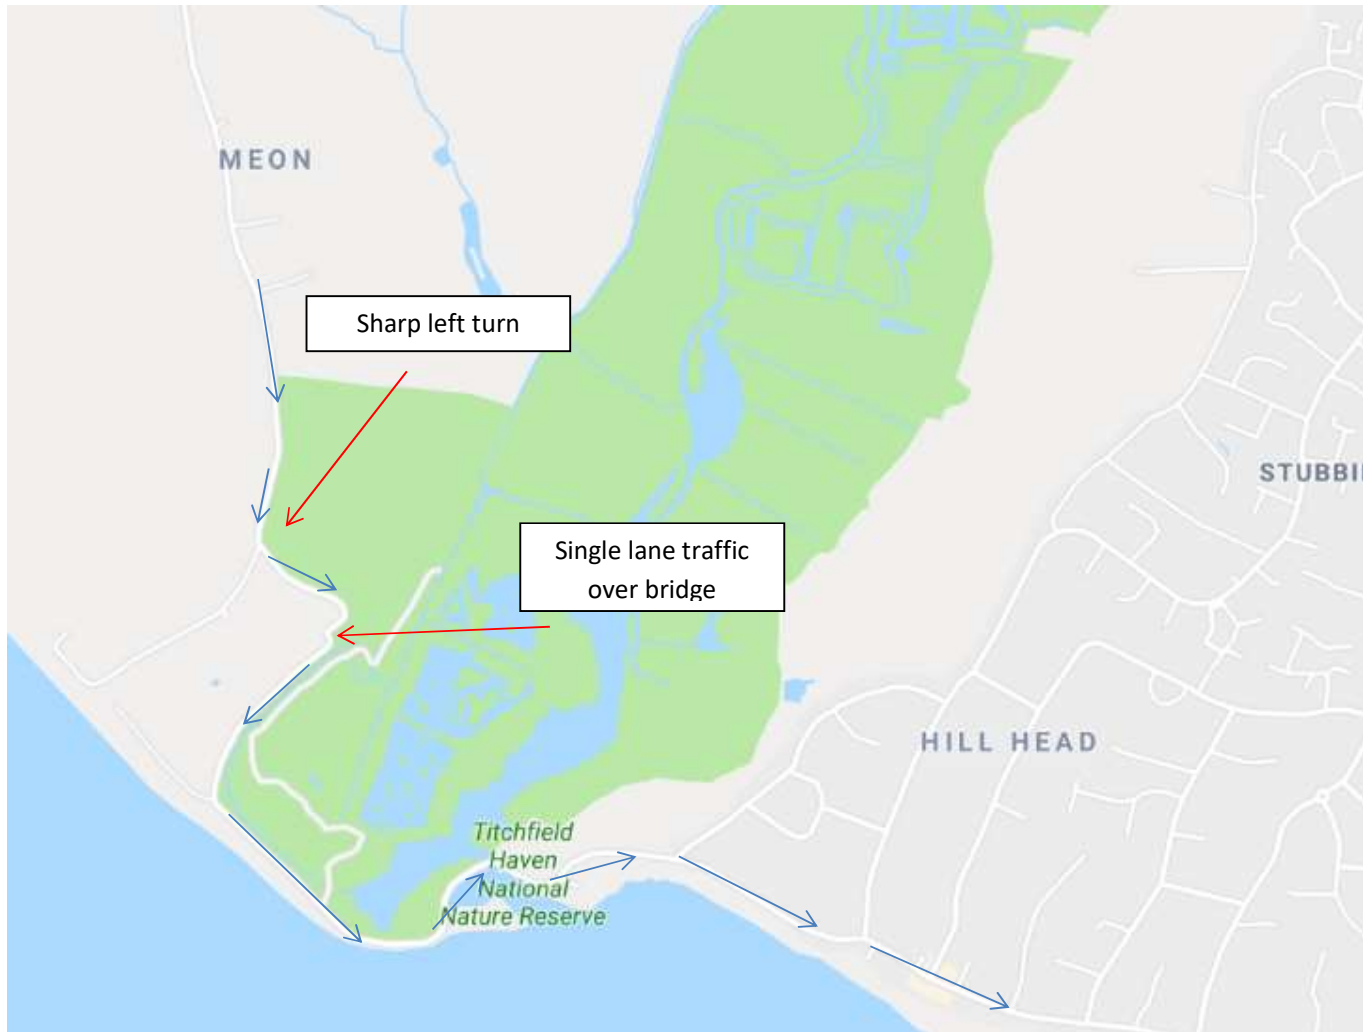 MEON
Sharp left turn
STUBBI
Single lane traffic
over bridge
HILL HEAD
Titchfield
Haven
National
Nature Reserve